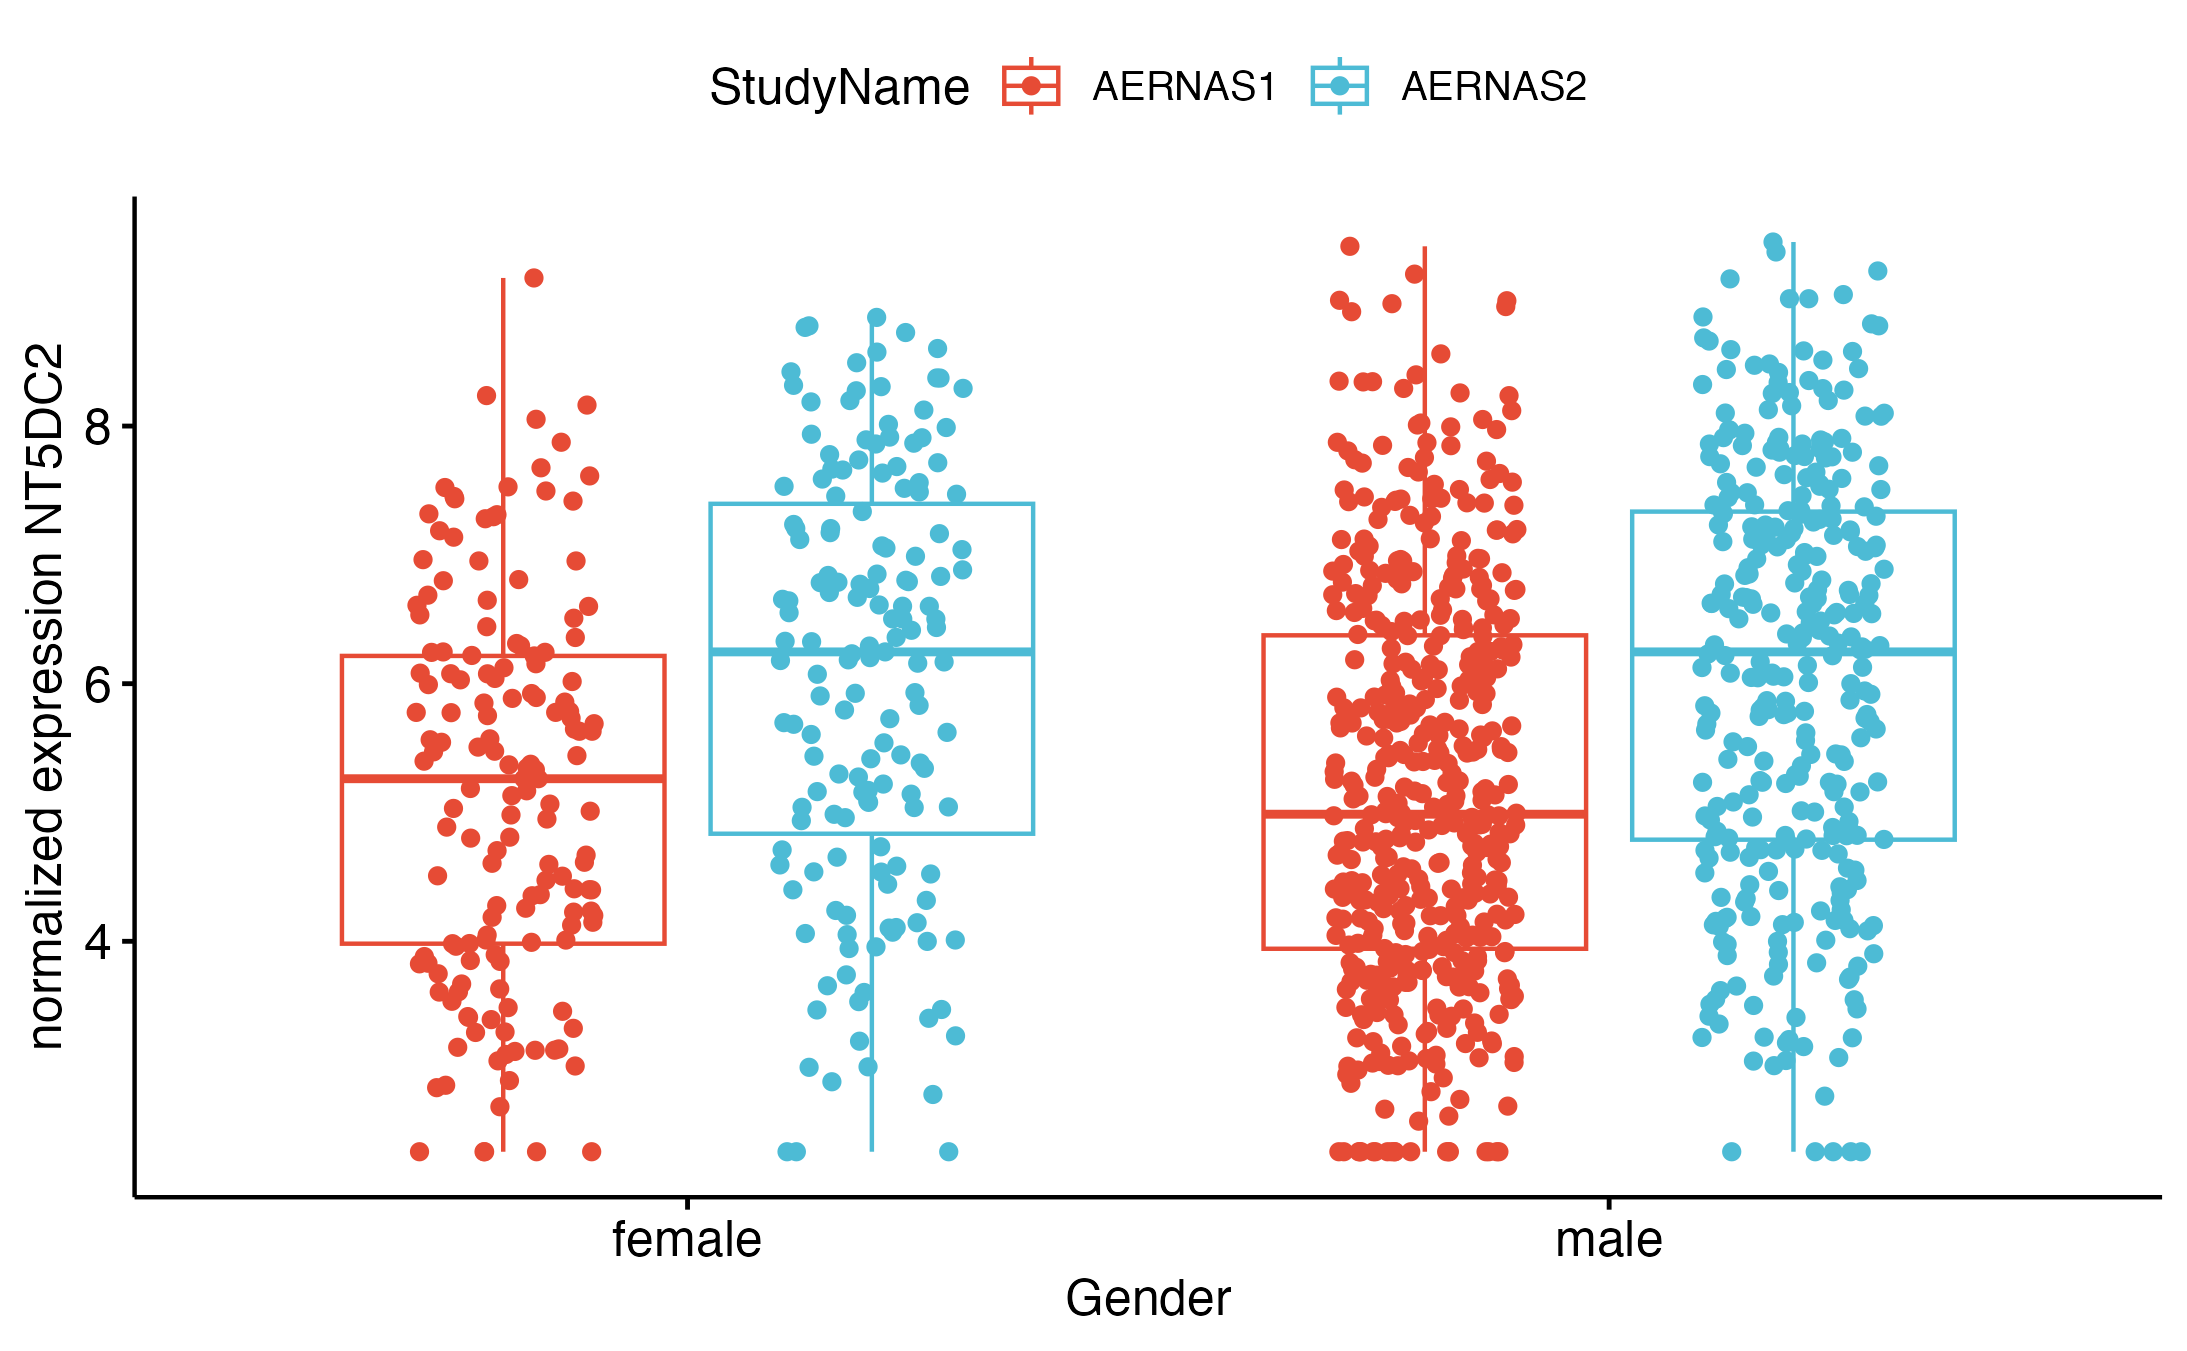 StudyName AERNAS1 AERNAS2
normalized expression NT5DC2
8
6
4
female male
Gender